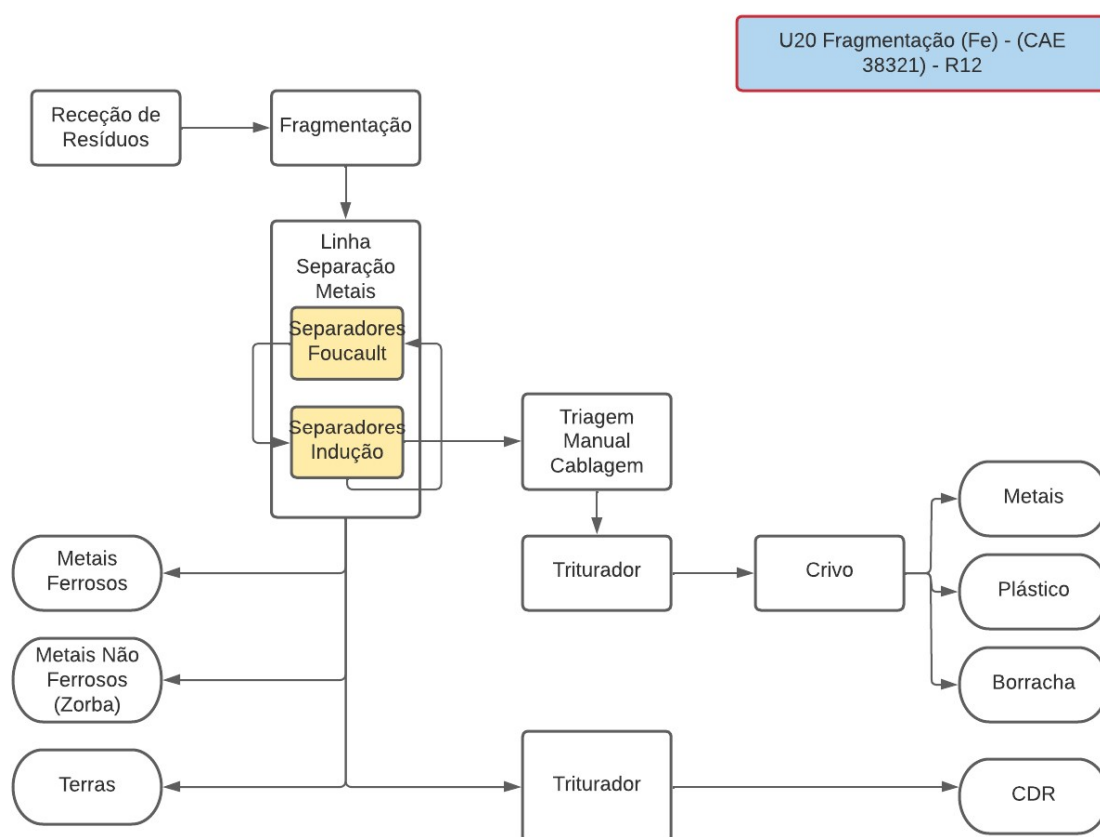 U20 Fragmentação (Fe) - (CAE
38321) - R12
Receção de
Resíduos
Fragmentação
Linha
Separação
Metais
Separadores
Foucault
Separadores
Indução
Triagem
Manual
Cablagem
Metais
Metais
Ferrosos
Triturador
Crivo
Plástico
Metais Não
Ferrosos
(Zorba)
Borracha
Terras
Triturador
CDR